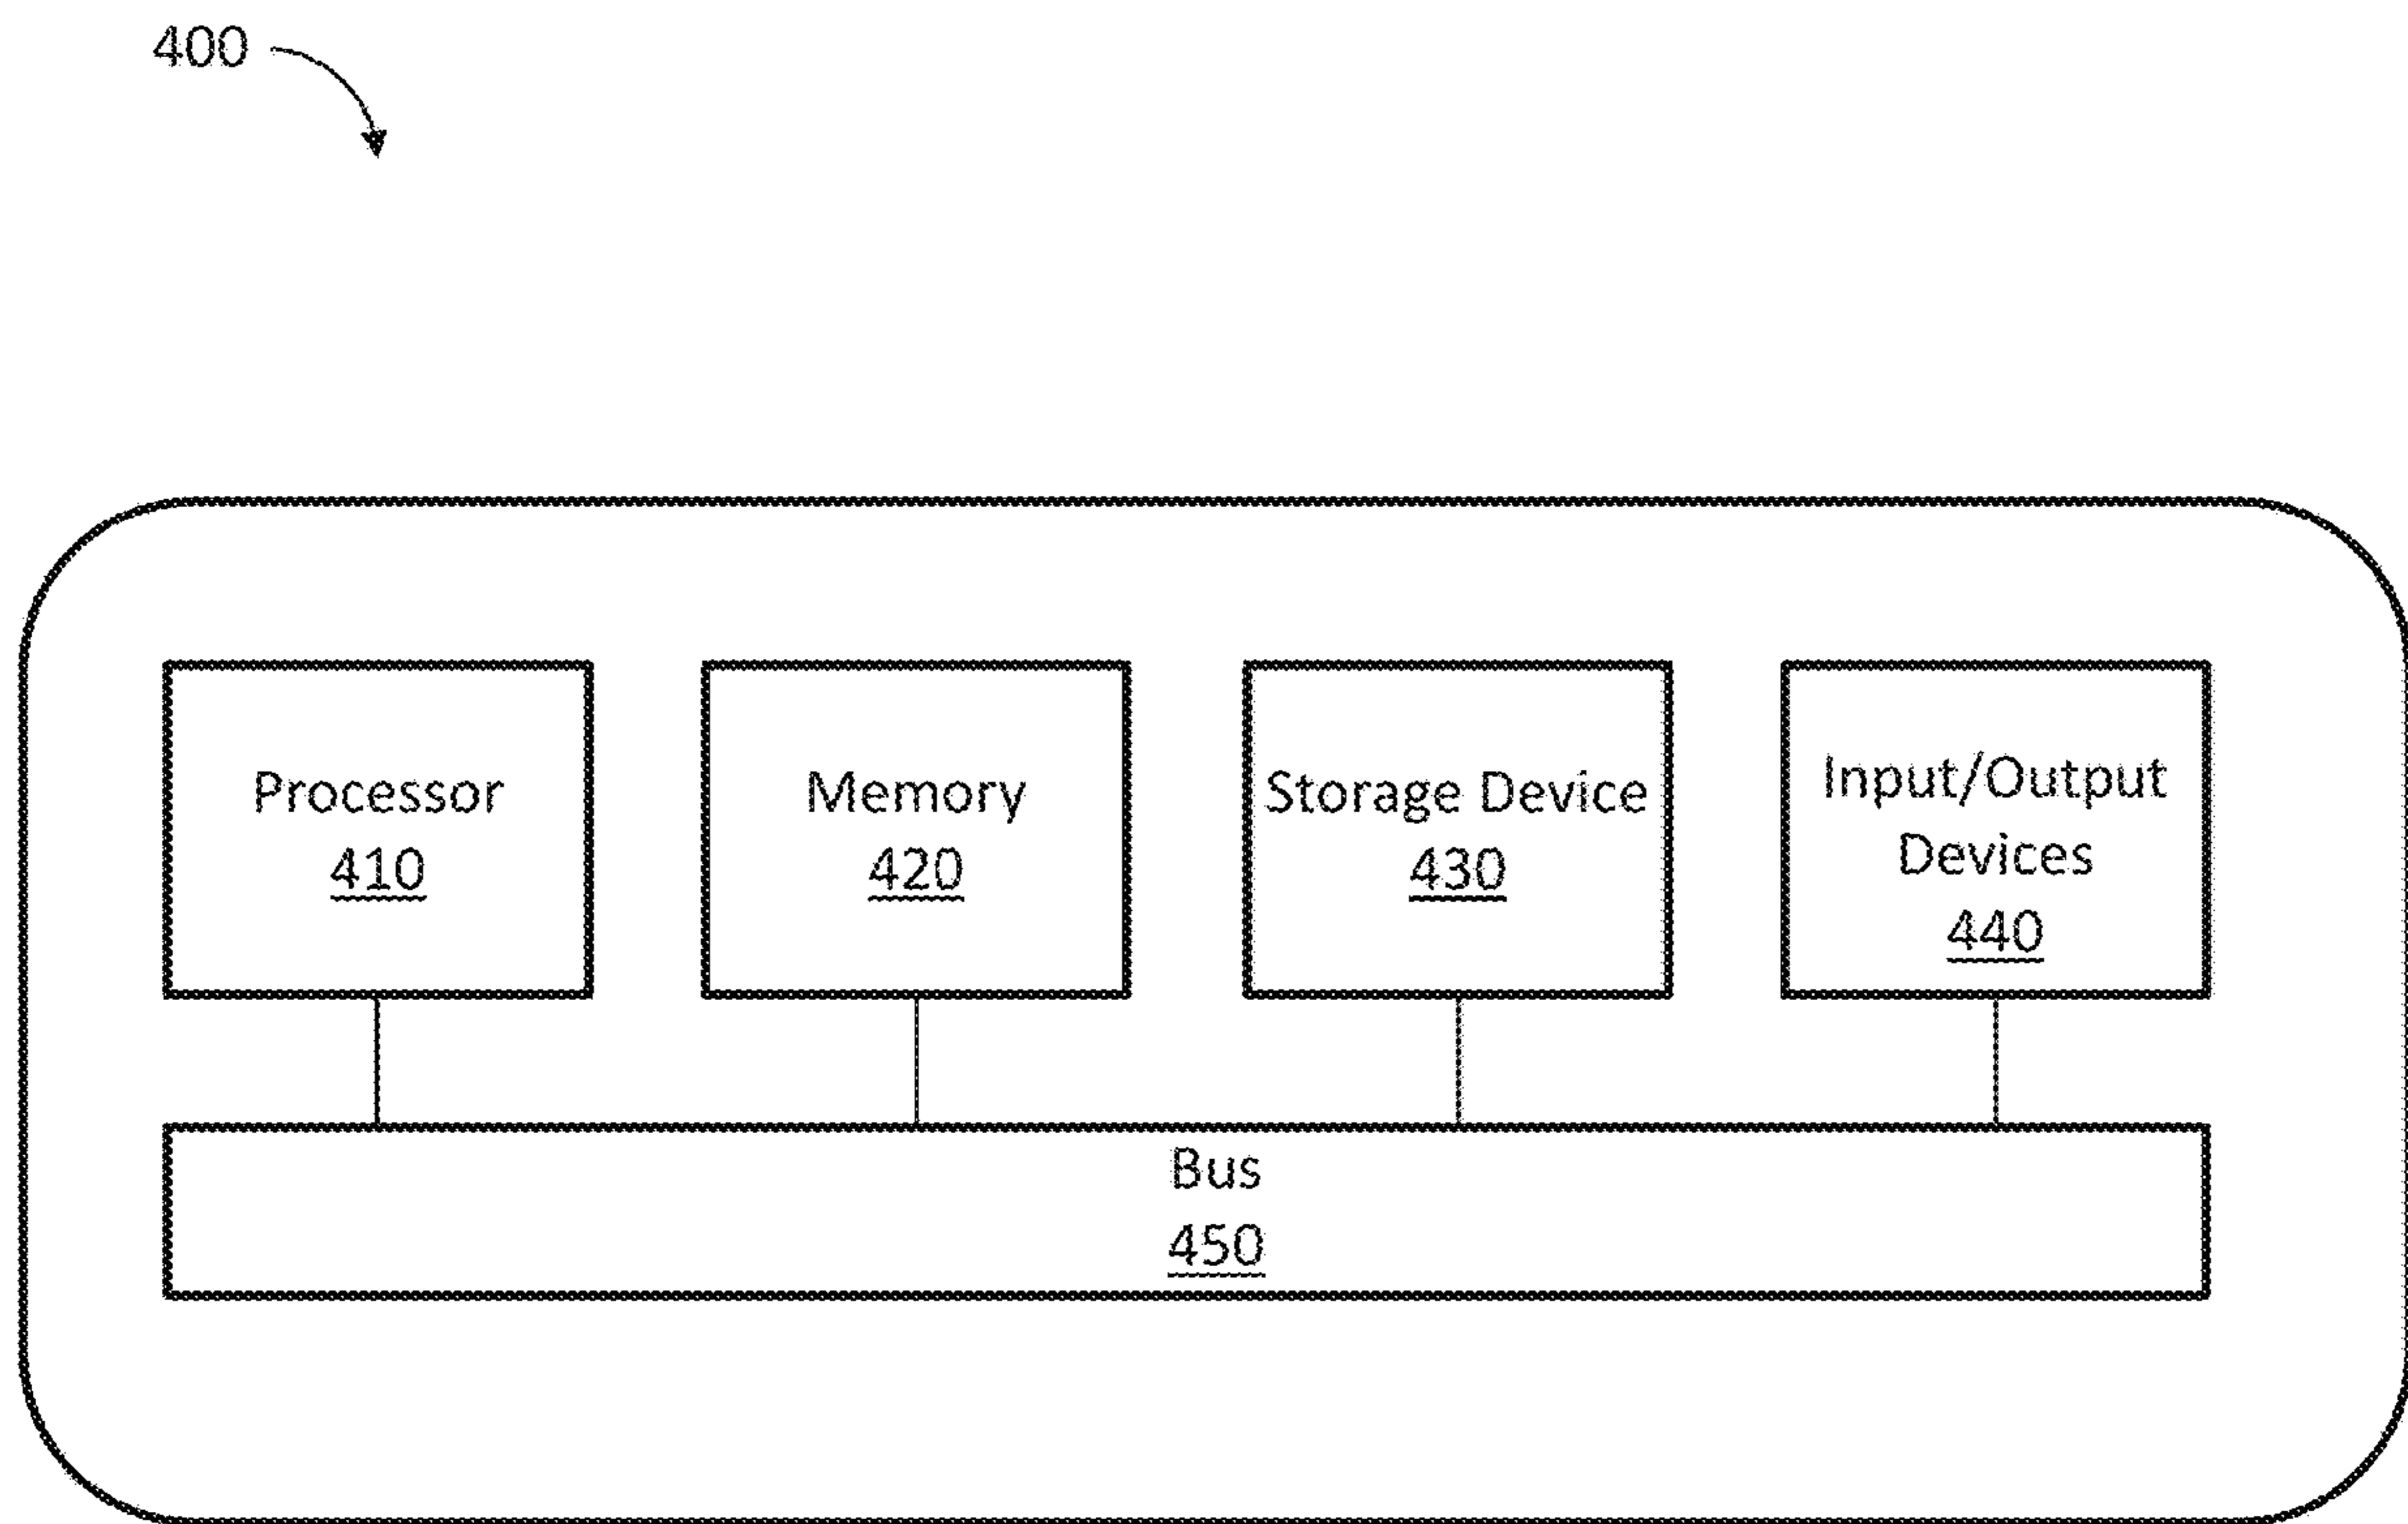 400
Processor
410
Memory
420
Storage Device
430
Input/Output
Devices
440
Bus
450